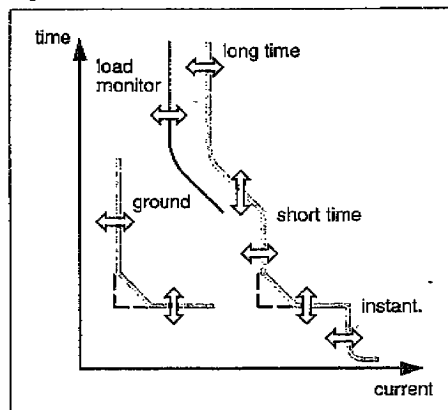 time
long time
load
monitor
ground
short time
instant.
current